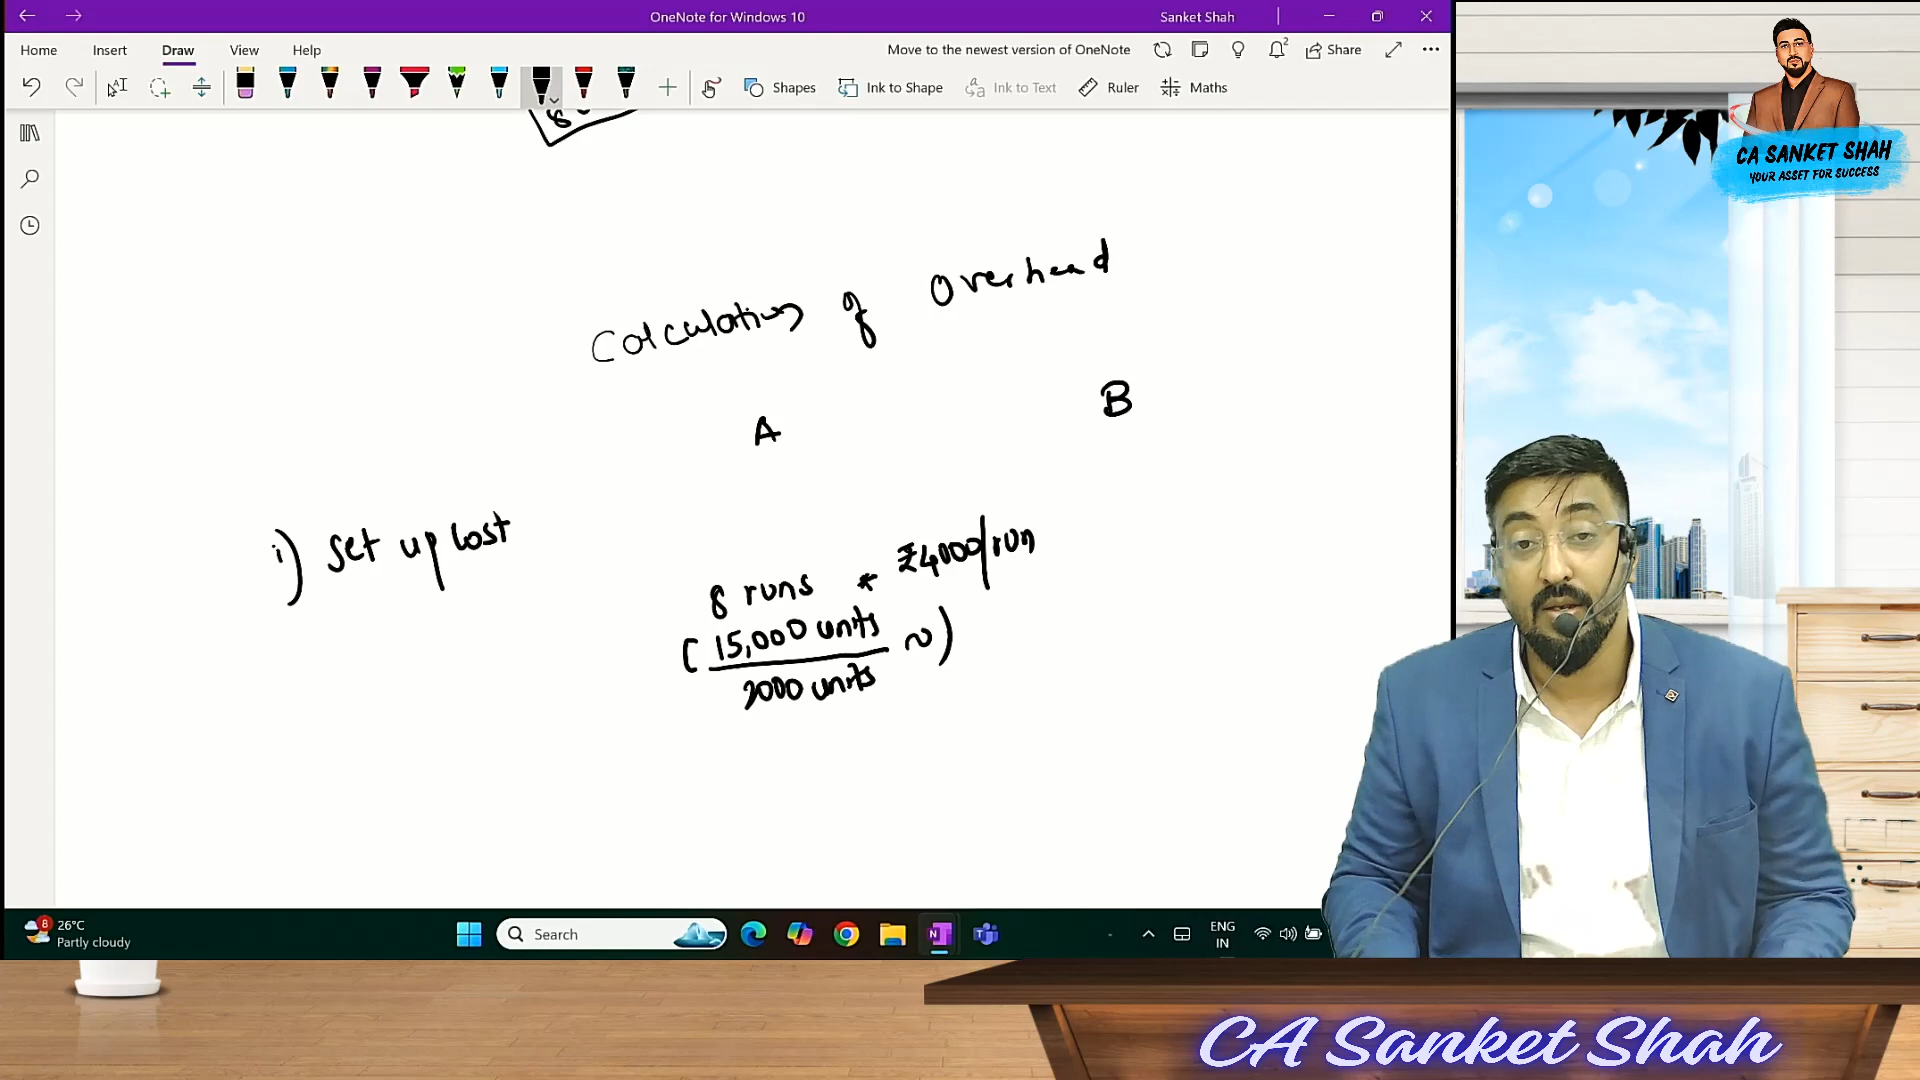 OneNote for Windows 10
Sanket Shah
Home Insert Draw View Help
Move to the newest version of OneNote
2
Share
Shapes
Ink to Shape
Ink to Text
Ruler
Maths
8
Calculation of Overhead
A
B
i) Set up Cost
8 runs * ₹4000/run
( 15,000 units ~)
2000 units
CA SANKET SHAH
YOUR ASSET FOR SUCCESS
8
26°C
Partly cloudy
Search
ENG
IN
CA Sanket Shah